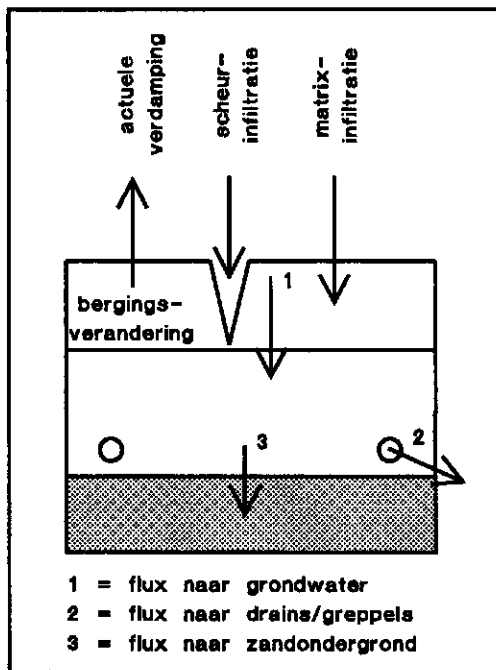 actuele
verdamping
scheur-
infiltratie
matrix-
infiltratie
1
bergings-
verandering
3
2
1 = flux naar grondwater
2 = flux naar drains/greppels
3 = flux naar zandondergrond